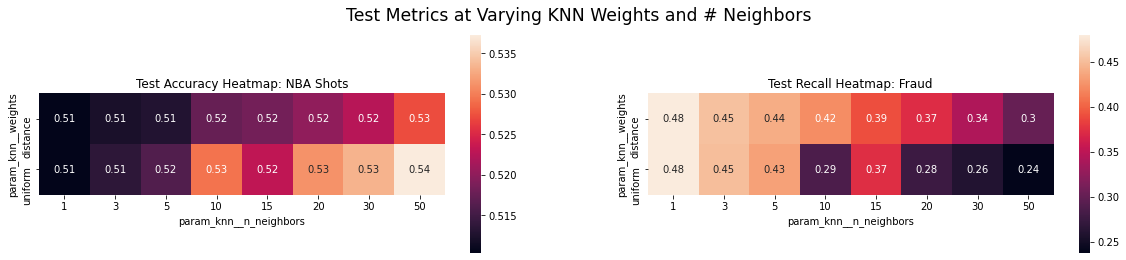 Test Metrics at Varying KNN Weights and # Neighbors
Test Accuracy Heatmap: NBA Shots
param_knn__weights
distance
uniform
0.51 0.51 0.51 0.52 0.52 0.52 0.52 0.53
0.51 0.51 0.52 0.53 0.52 0.53 0.53 0.54
1 3 5 10 15 20 30 50
param_knn__n_neighbors
0.535
0.530
0.525
0.520
0.515
Test Recall Heatmap: Fraud
param_knn__weights
distance
uniform
0.48 0.45 0.44 0.42 0.39 0.37 0.34 0.3
0.48 0.45 0.43 0.29 0.37 0.28 0.26 0.24
1 3 5 10 15 20 30 50
param_knn__n_neighbors
0.45
0.40
0.35
0.30
0.25